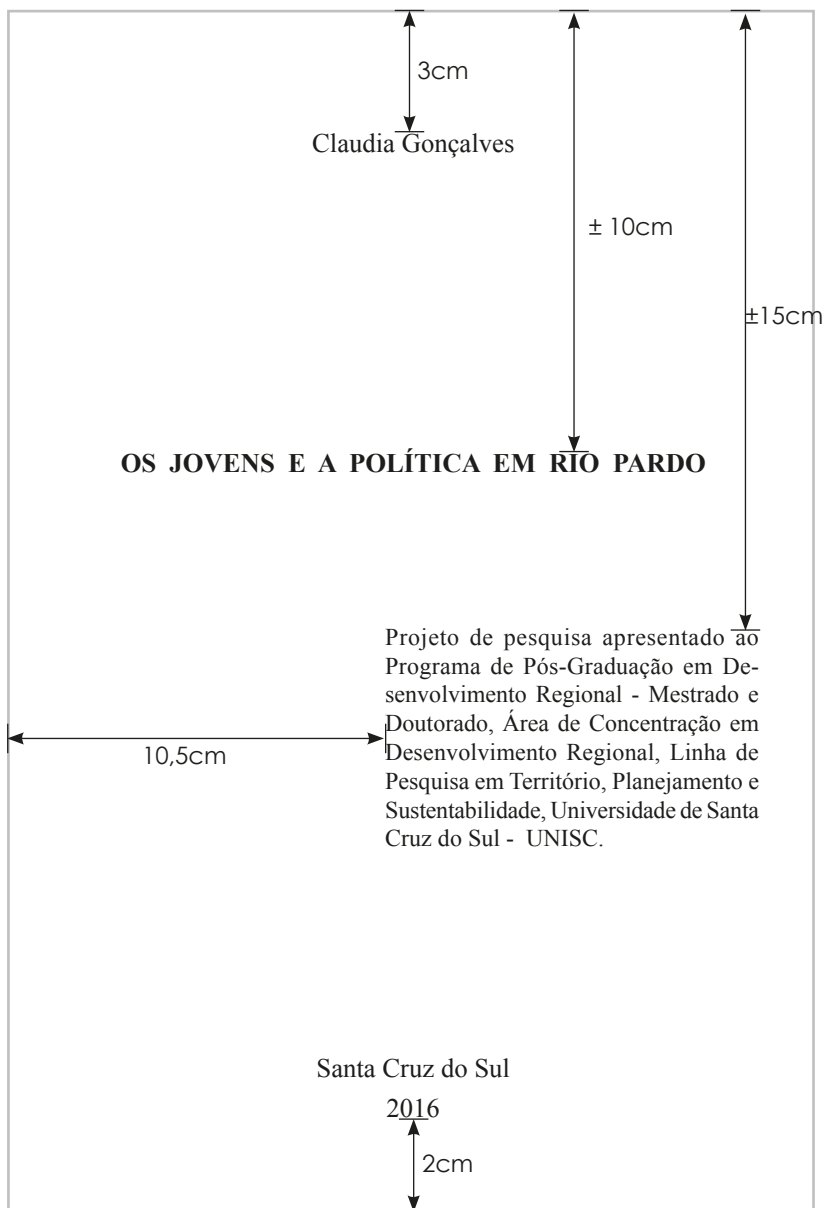 3cm
Claudia Gonçalves
± 10cm
±15cm
OS JOVENS E A POLÍTICA EM RIO PARDO
Projeto de pesquisa apresentado ao
Programa de Pós-Graduação em De-
senvolvimento Regional - Mestrado e
Doutorado, Área de Concentração em
Desenvolvimento Regional, Linha de
Pesquisa em Território, Planejamento e
Sustentabilidade, Universidade de Santa
Cruz do Sul - UNISC.
10,5cm
Santa Cruz do Sul
2016
2cm